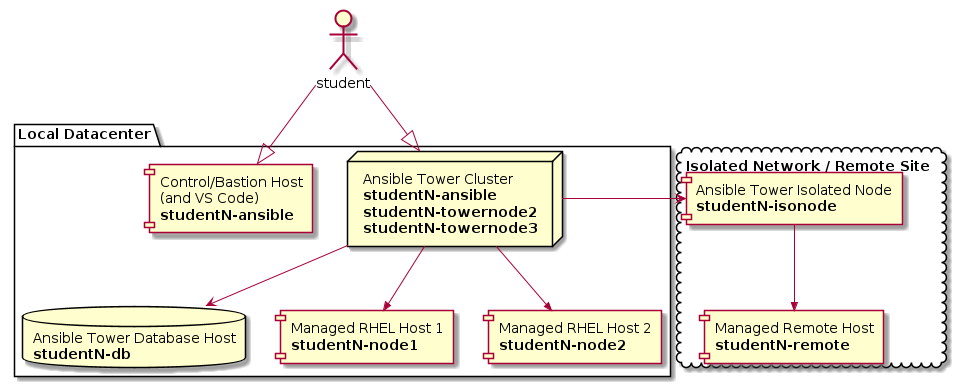 student
Local Datacenter
Isolated Network / Remote Site
Control/Bastion Host
(and VS Code)
studentN-ansible
Ansible Tower Cluster
studentN-ansible
studentN-towernode2
studentN-towernode3
Ansible Tower Isolated Node
studentN-isonode
Ansible Tower Database Host
studentN-db
Managed RHEL Host 1
studentN-node1
Managed RHEL Host 2
studentN-node2
Managed Remote Host
studentN-remote